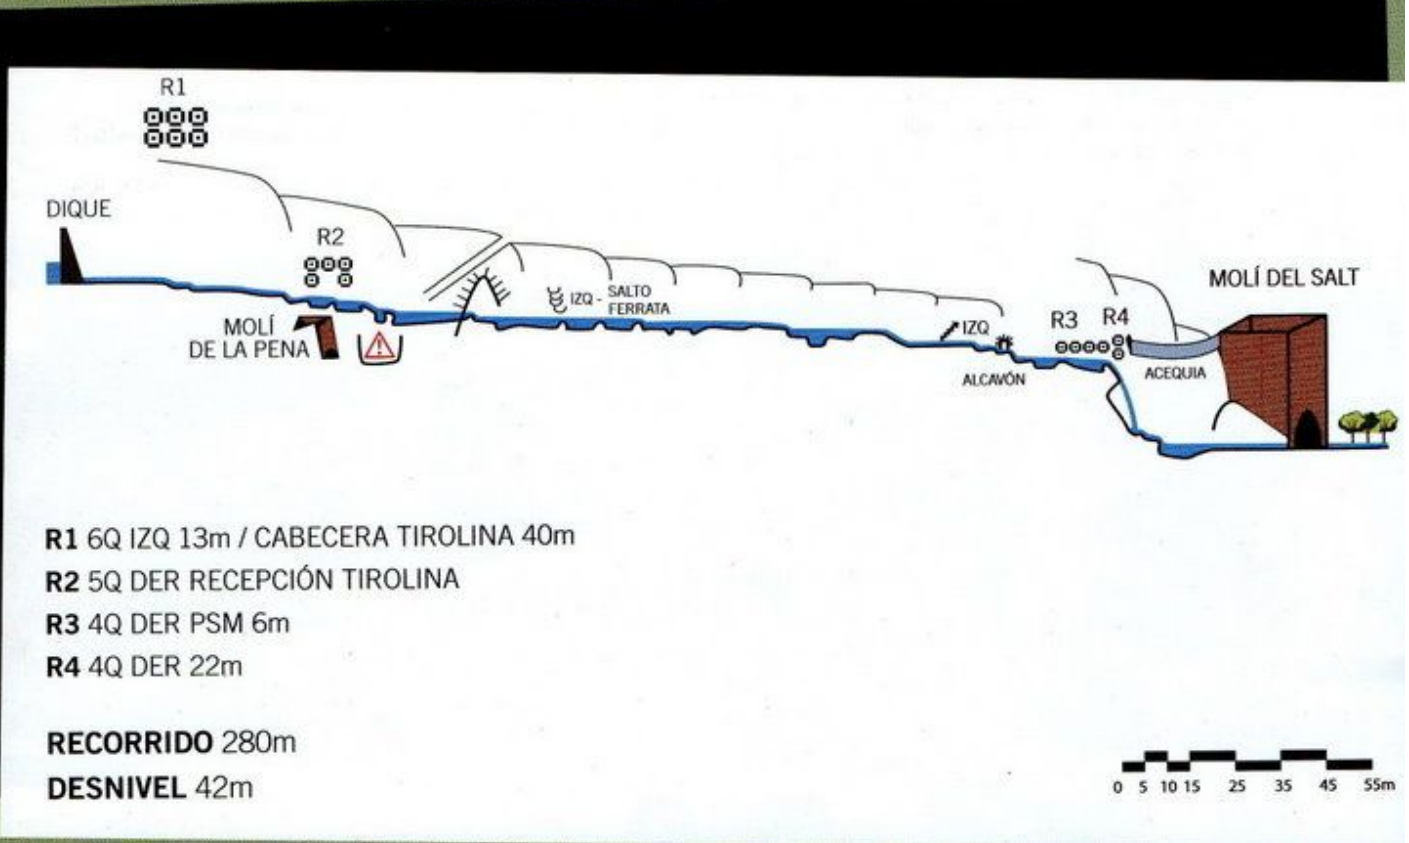 R1
DIQUE
R2
MOLÍ DEL SALT
IZQ - SALTO
FERRATA
MOLÍ
DE LA PENA
IZQ
R3 R4
ALCAVÓN
ACEQUIA
R1 6Q IZQ 13m / CABECERA TIROLINA 40m
R2 5Q DER RECEPCIÓN TIROLINA
R3 4Q DER PSM 6m
R4 4Q DER 22m
RECORRIDO 280m
DESNIVEL 42m
0 5 10 15 25 35 45 55m